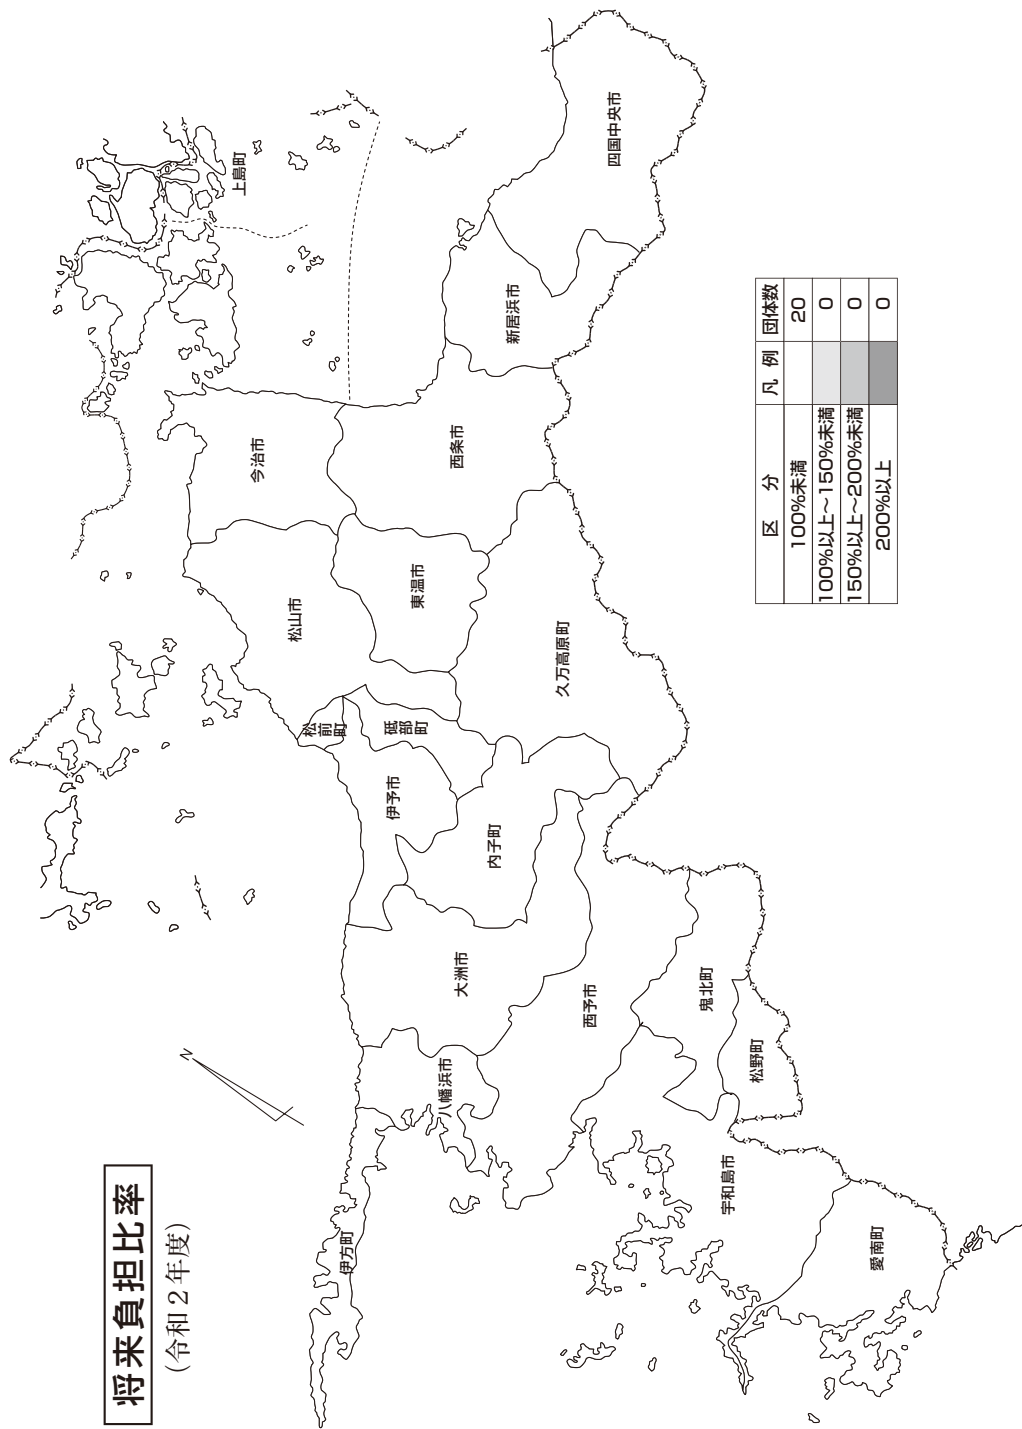 将来負担比率
(令和２年度)
N
上島町
四国中央市
新居浜市
今治市
西条市
松山市
東温市
久万高原町
松前町
砥部町
伊予市
内子町
大洲市
西予市
鬼北町
松野町
八幡浜市
伊方町
宇和島市
愛南町
区　分　凡　例　団体数
100%未満　20
100%以上～150%未満　0
150%以上～200%未満　0
200%以上　0